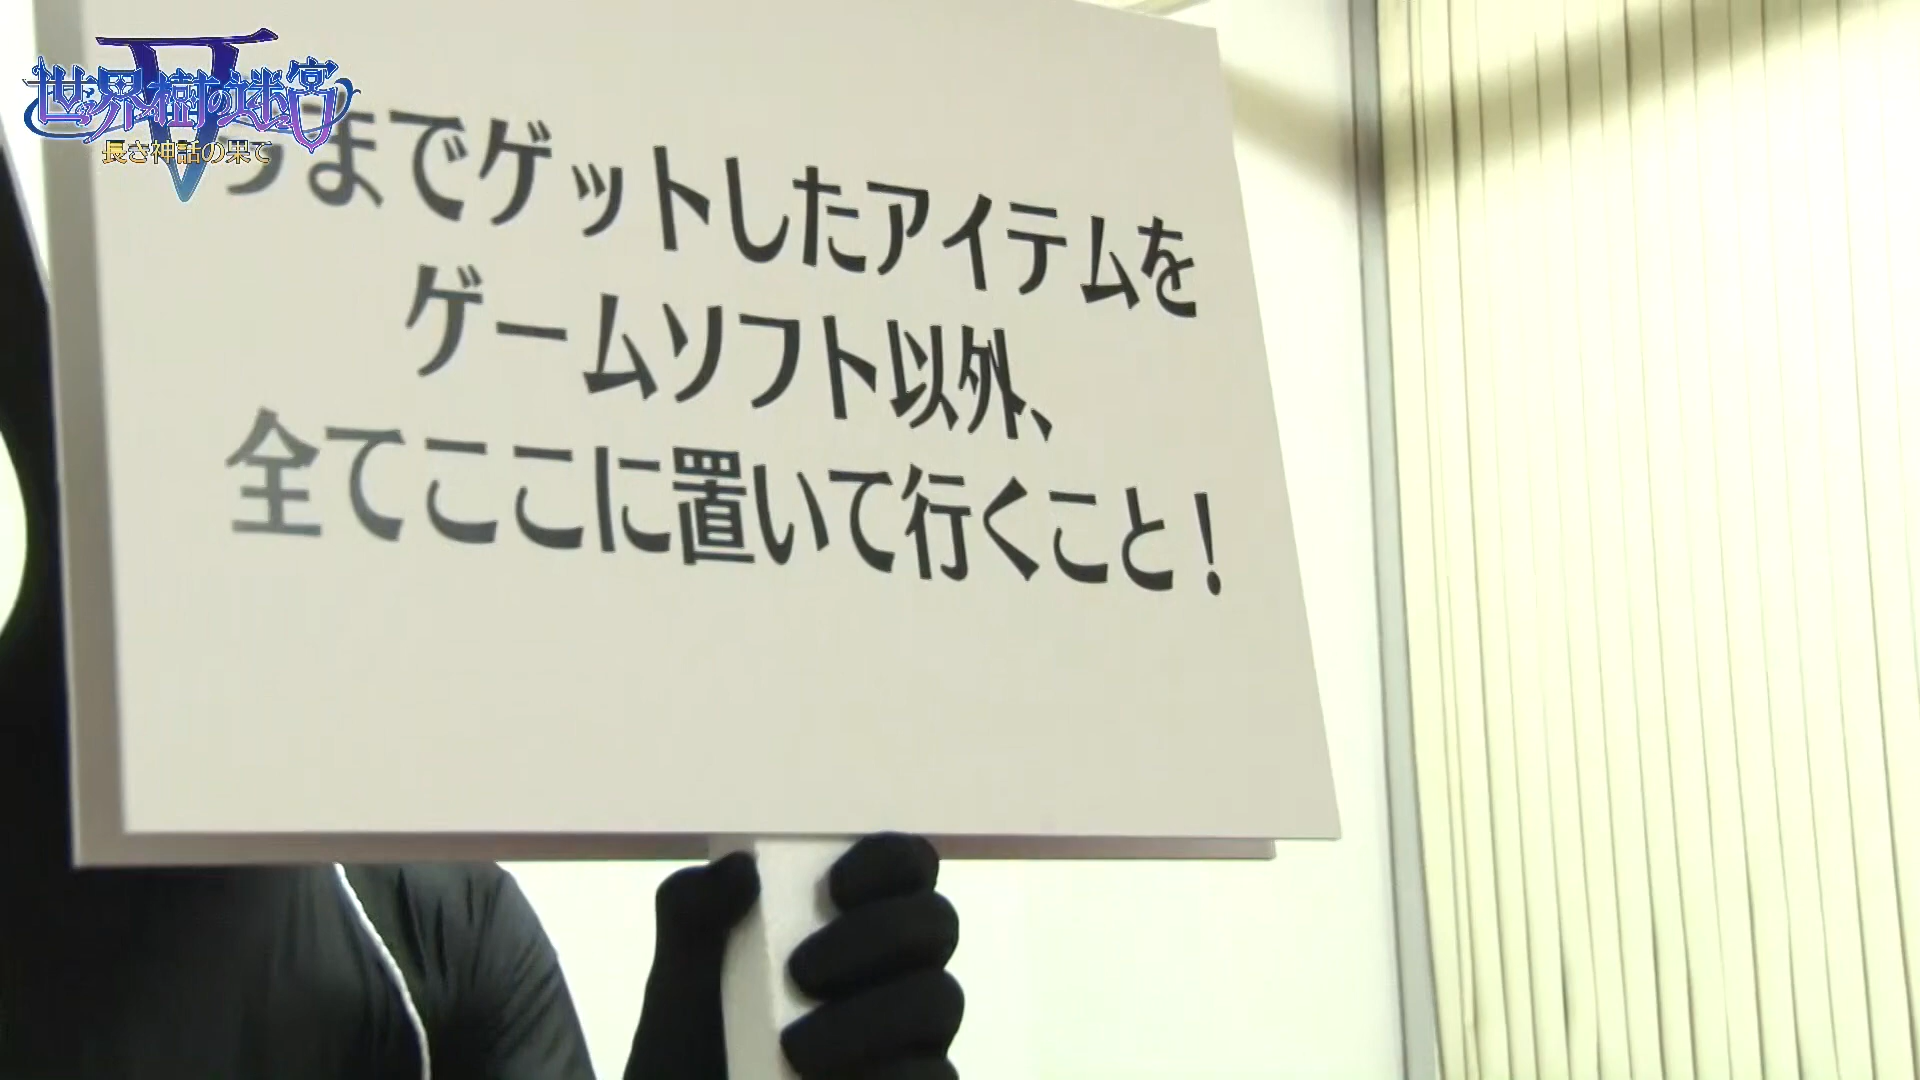 世界樹の迷宮V
長き神話の果て
うまでゲットしたアイテムを
ゲームソフト以外、
全てここに置いて行くこと！